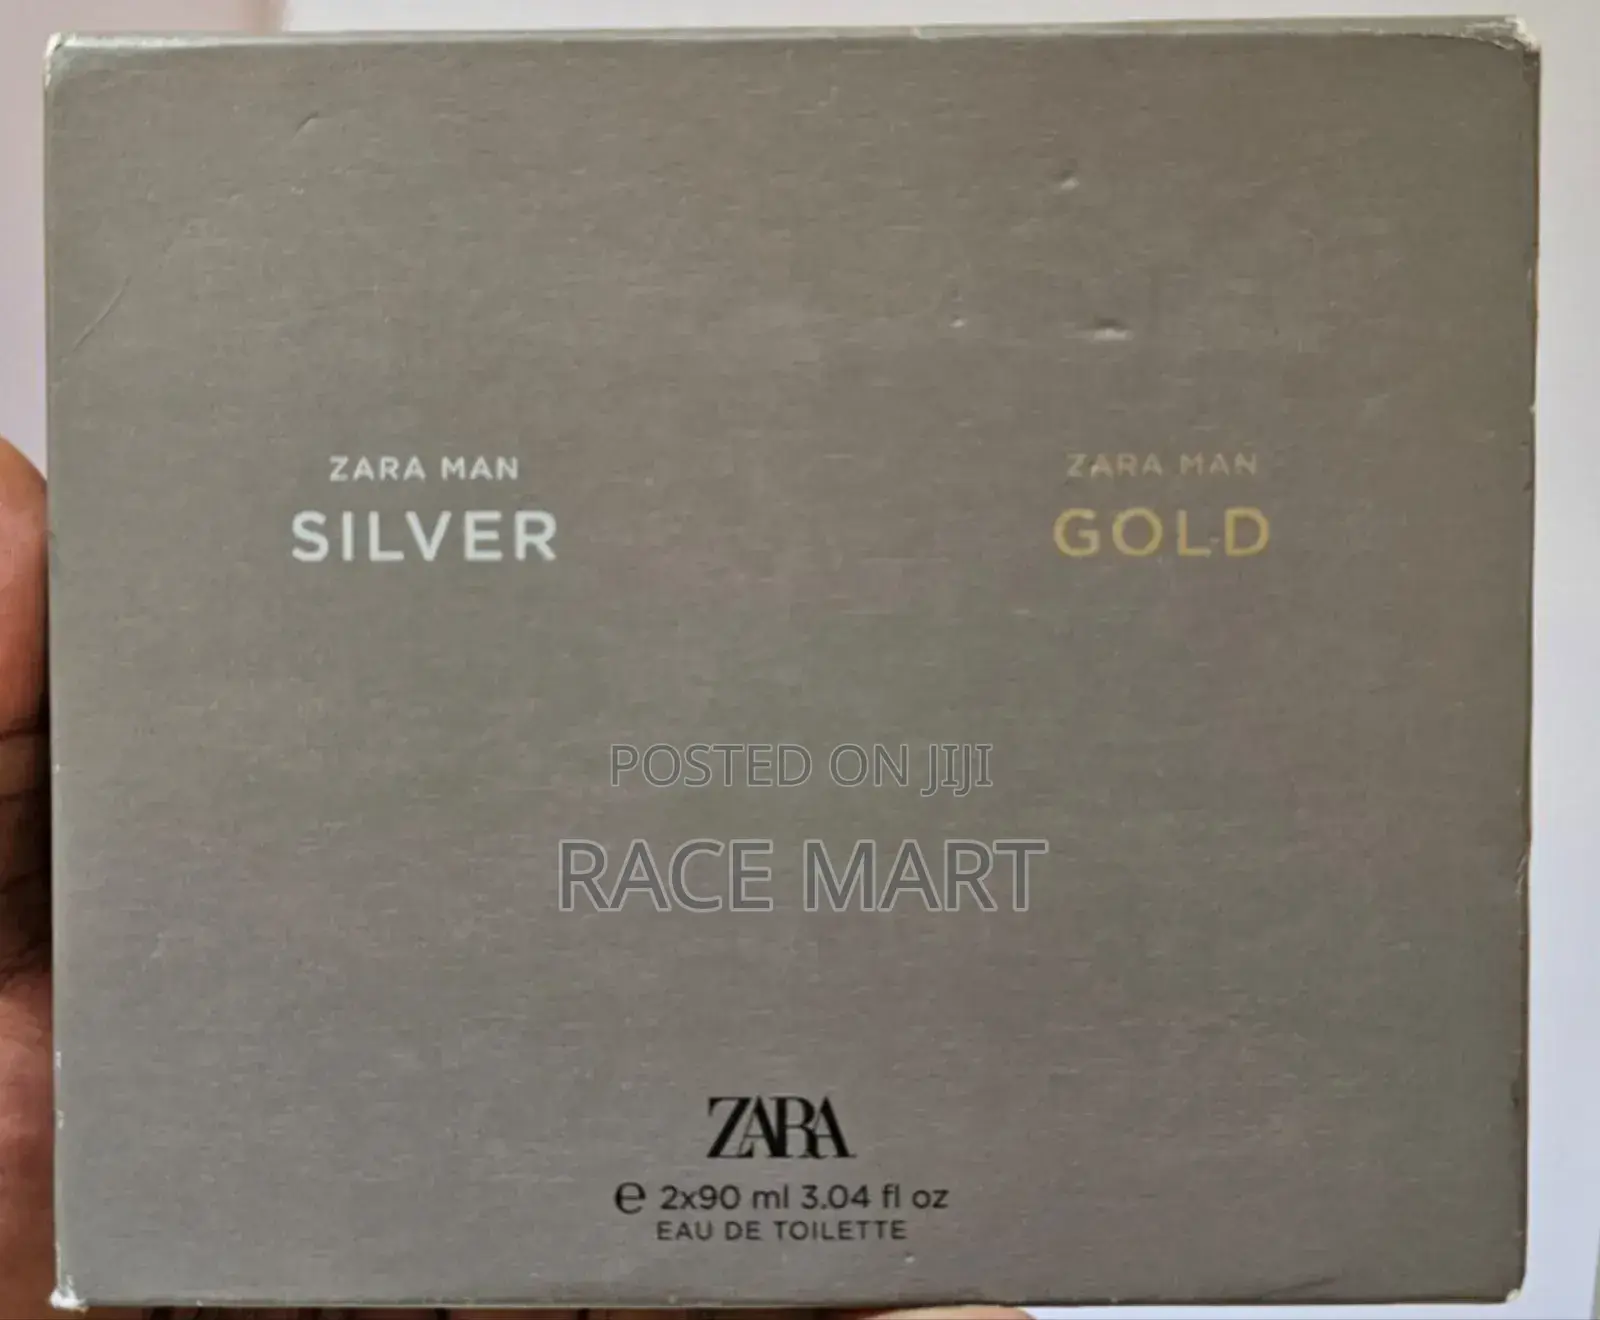 ZARA MAN
SILVER
ZARA MAN
GOLD
POSTED ON JIJI
RACE MART
ZARA
℮ 2x90 ml 3.04 fl oz
EAU DE TOILETTE